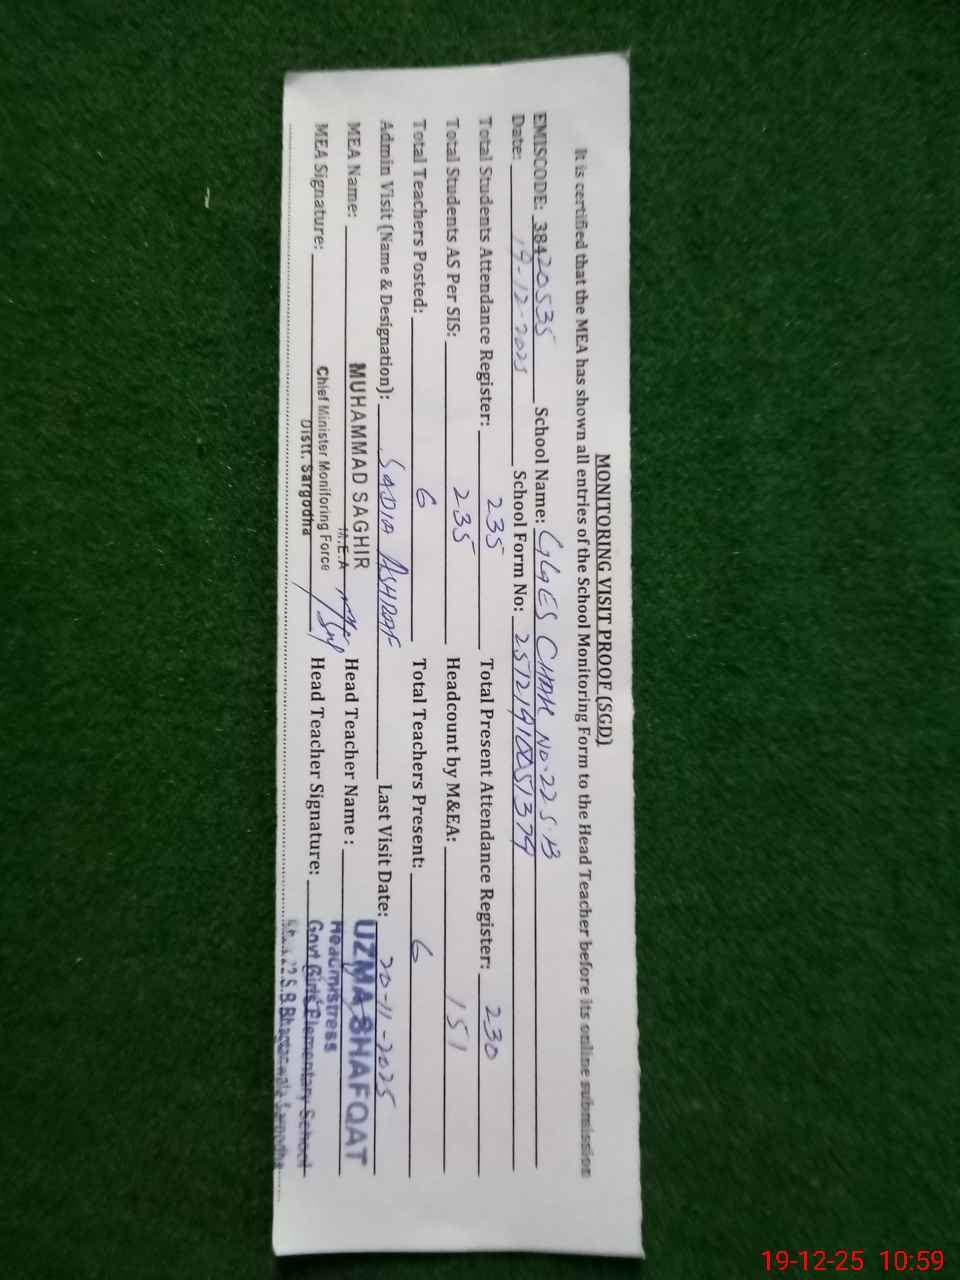 MONITORING VISIT PROOF (SGD)
It is certified that the MEA has shown all entries of the School Monitoring Form to the Head Teacher before its online submission
EMISCODE: 38420535 School Name: GGES CHAK NO. 22 S.B
Date: 19-12-2025 School Form No: 25121910051379
Total Students Attendance Register: 235 Total Present Attendance Register: 230
Total Students AS Per SIS: 235 Headcount by M&EA: 151
Total Teachers Posted: 6 Total Teachers Present: 6
Admin Visit (Name & Designation): SADIA ASHRAF Last Visit Date: 20-11-2025
MEA Name: MUHAMMAD SAGHIR Head Teacher Name : UZMA SHAFQAT
M.E.A Headmistress
MEA Signature: Chief Minister Monitoring Force Head Teacher Signature: Govt Girls Elementary School
Distt. Sargodha 22 S.B Bhagtanwala Sargodha
19-12-25 10:59